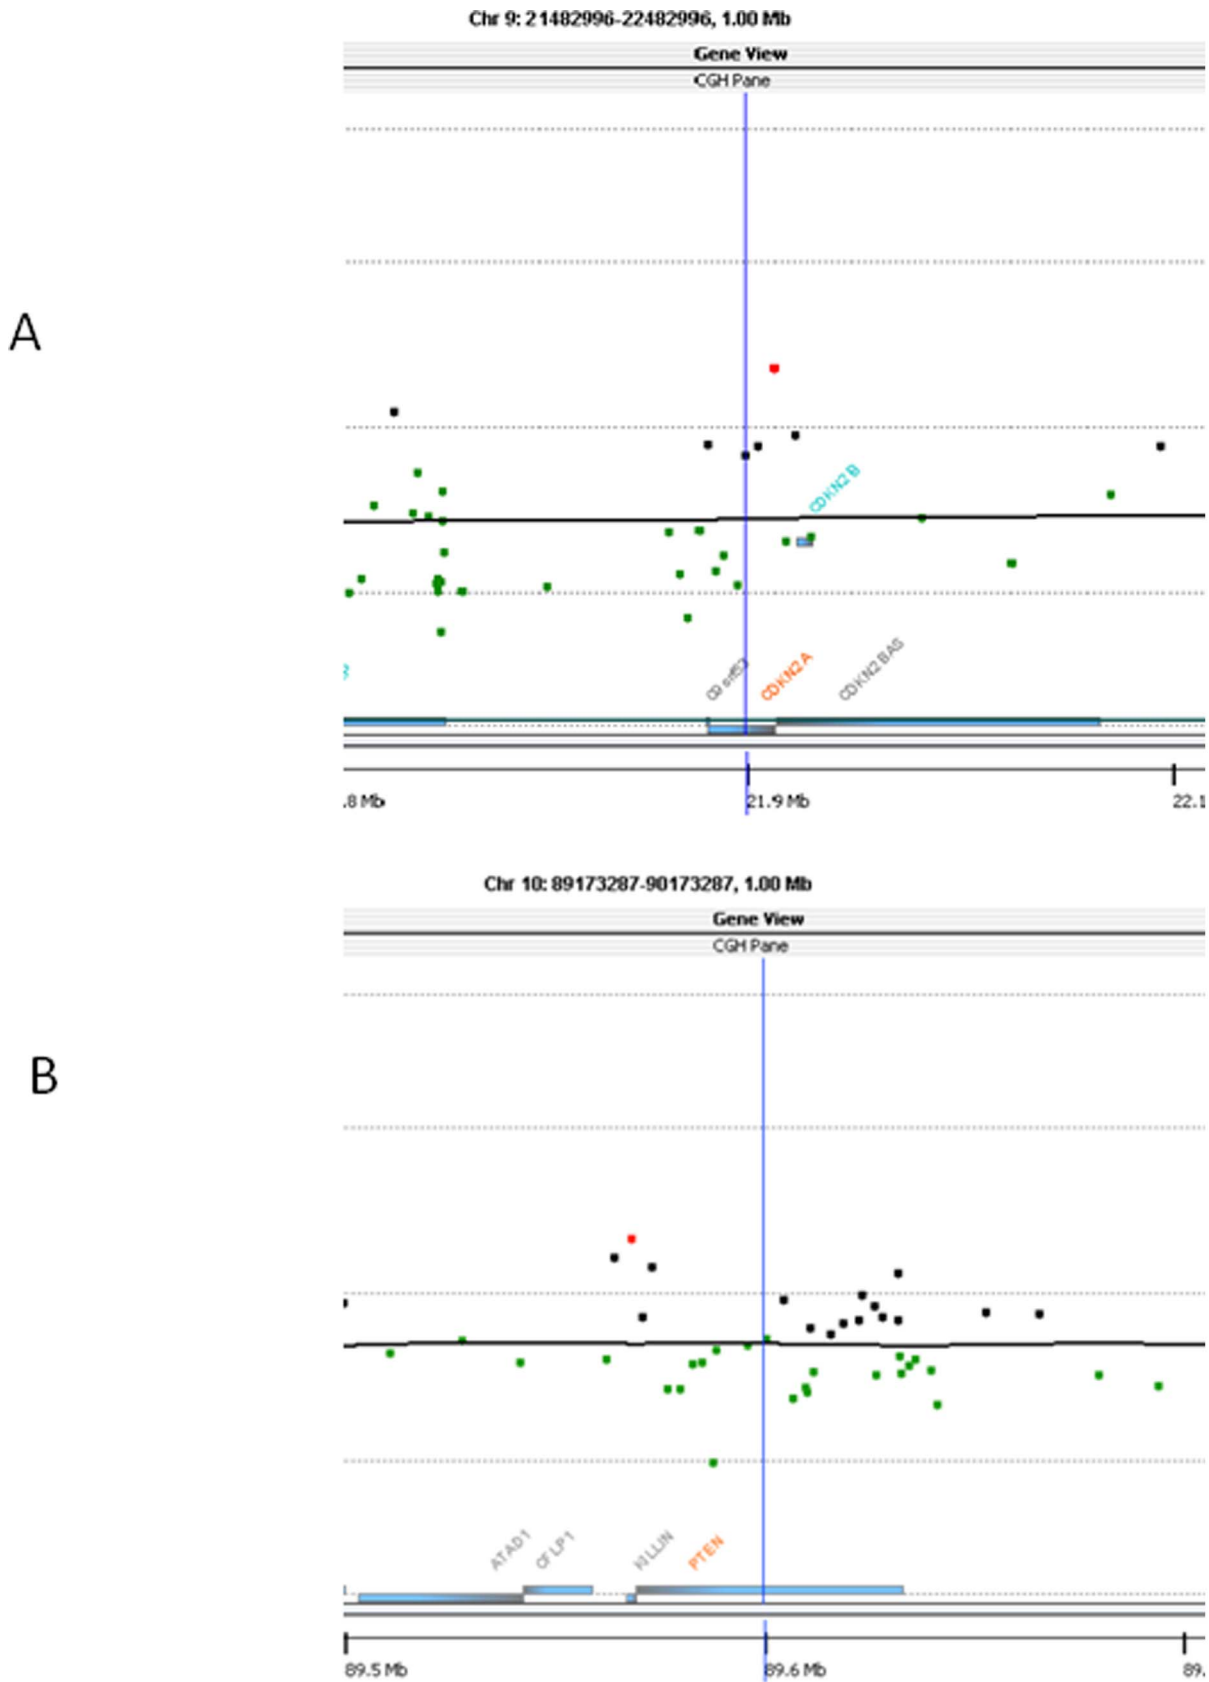 Chr 9: 21482996-22482996, 1.00 Mb
Gene View
CGH Pane
A
CDKN2B
CDKN2A
CDKN2BAS
.8 Mb
21.9 Mb
22.1
Chr 10: 89173287-90173287, 1.00 Mb
Gene View
CGH Pane
B
ATAD1
CFLP1
KILLIN
PTEN
89.5 Mb
89.6 Mb
89.